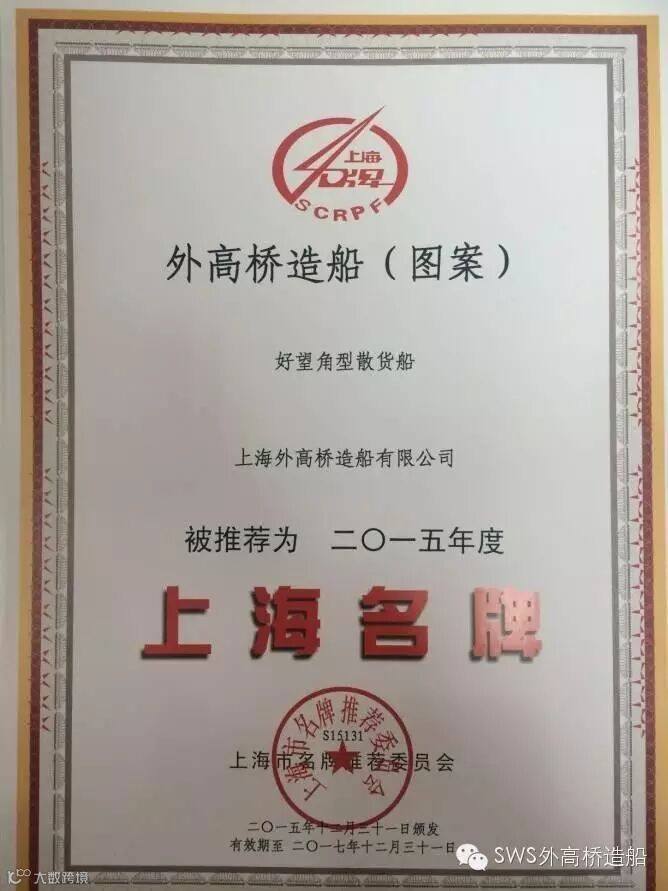 上海
名牌
SCRPF
外高桥造船（图案）
好望角型散货船
上海外高桥造船有限公司
被推荐为 二〇一五年度
上海名牌
上海市名牌推荐委员会
S15131
上海市名牌推荐委员会
二〇一五年十二月三十一日颁发
有效期至 二〇一七年十二月三十一日
SWS外高桥造船
大数跨境